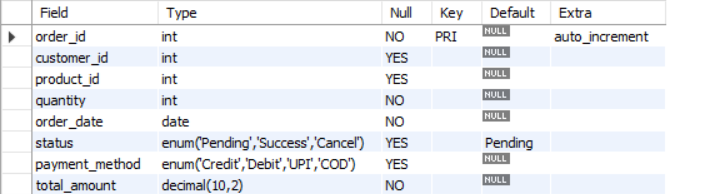 Field Type Null Key Default Extra
order_id int NO PRI NULL auto_increment
customer_id int YES NULL
product_id int YES NULL
quantity int NO NULL
order_date date NO NULL
status enum('Pending','Success','Cancel') YES Pending
payment_method enum('Credit','Debit','UPI','COD') YES NULL
total_amount decimal(10,2) NO NULL